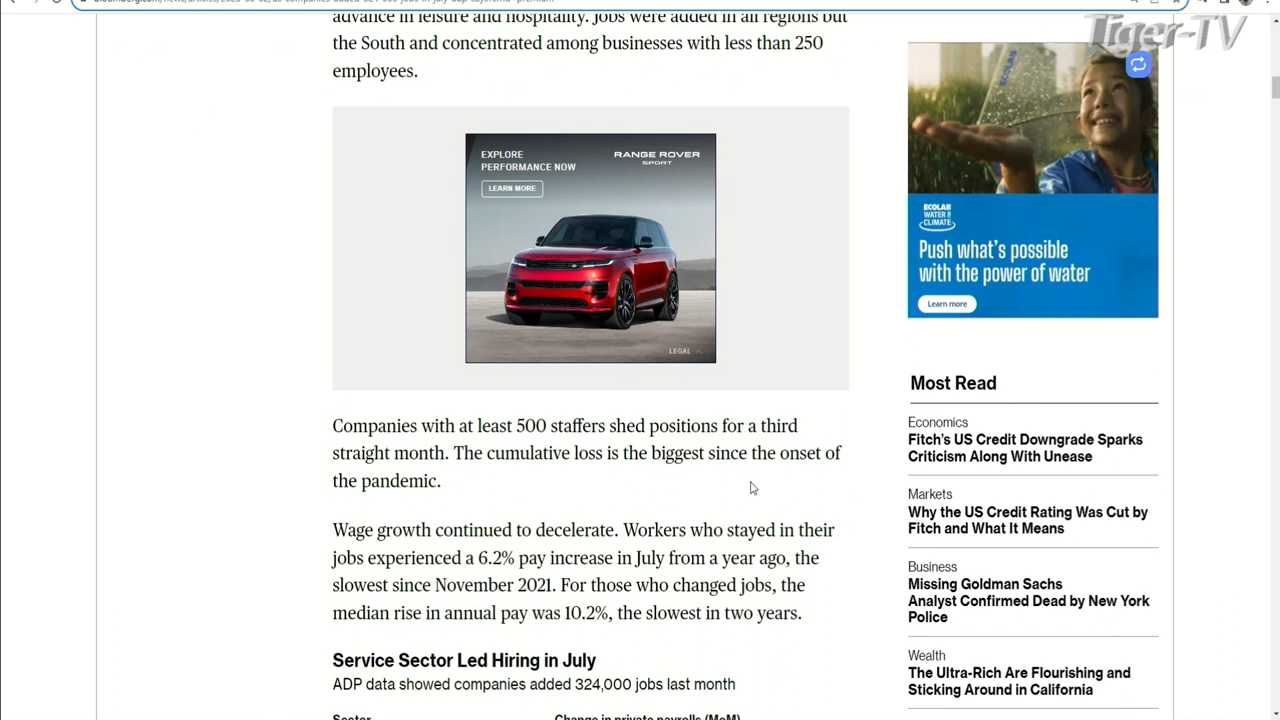 Tiger-TV
advance in leisure and hospitality. Jobs were added in all regions but
the South and concentrated among businesses with less than 250
employees.
EXPLORE
PERFORMANCE NOW
RANGE ROVER
SPORT
LEARN MORE
LEGAL
Companies with at least 500 staffers shed positions for a third
straight month. The cumulative loss is the biggest since the onset of
the pandemic.
Wage growth continued to decelerate. Workers who stayed in their
jobs experienced a 6.2% pay increase in July from a year ago, the
slowest since November 2021. For those who changed jobs, the
median rise in annual pay was 10.2%, the slowest in two years.
Service Sector Led Hiring in July
ADP data showed companies added 324,000 jobs last month
Sector
Change in private payrolls (MoM)
ECOLAB
ECOLAB
WATER
CLIMATE
Push what's possible
with the power of water
Learn more
Most Read
Economics
Fitch's US Credit Downgrade Sparks
Criticism Along With Unease
Markets
Why the US Credit Rating Was Cut by
Fitch and What It Means
Business
Missing Goldman Sachs
Analyst Confirmed Dead by New York
Police
Wealth
The Ultra-Rich Are Flourishing and
Sticking Around in California